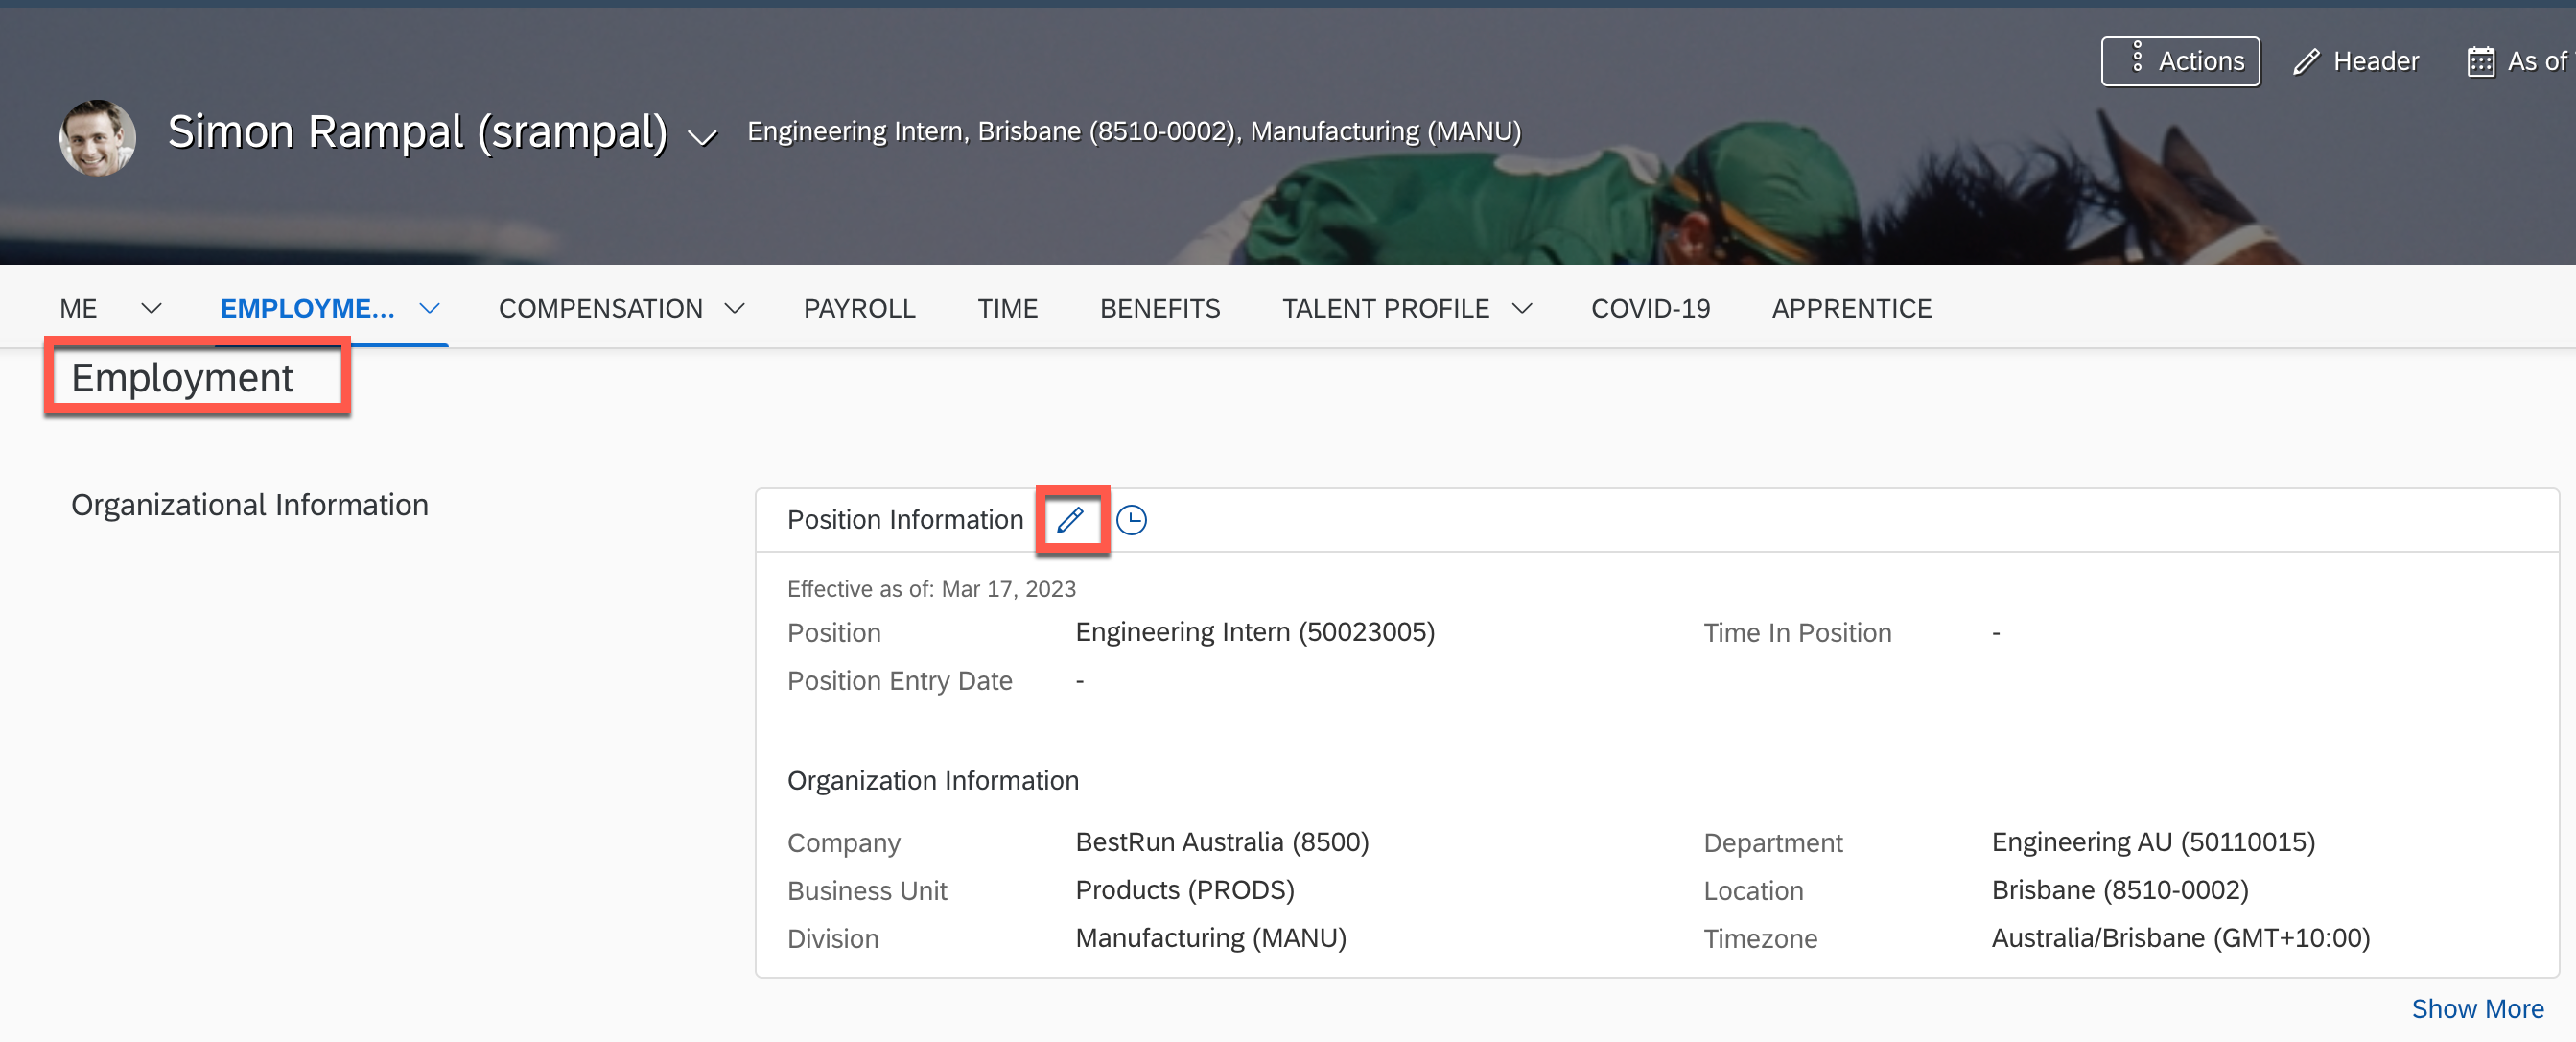 Actions Header As of
Simon Rampal (srampal) Engineering Intern, Brisbane (8510-0002), Manufacturing (MANU)
ME EMPLOYME... COMPENSATION PAYROLL TIME BENEFITS TALENT PROFILE COVID-19 APPRENTICE
Employment
Organizational Information
Position Information
Effective as of: Mar 17, 2023
Position Engineering Intern (50023005) Time In Position -
Position Entry Date -
Organization Information
Company BestRun Australia (8500) Department Engineering AU (50110015)
Business Unit Products (PRODS) Location Brisbane (8510-0002)
Division Manufacturing (MANU) Timezone Australia/Brisbane (GMT+10:00)
Show More